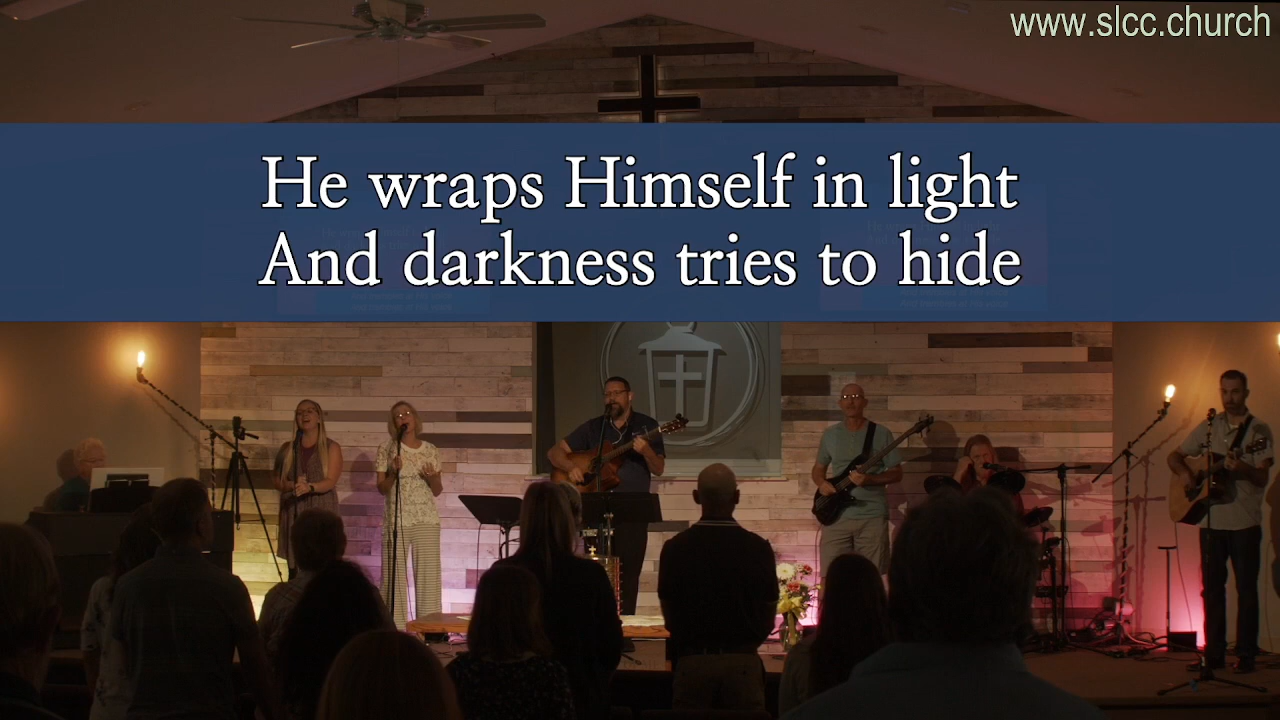 www.slcc.church
He wraps Himself in light
And darkness tries to hide